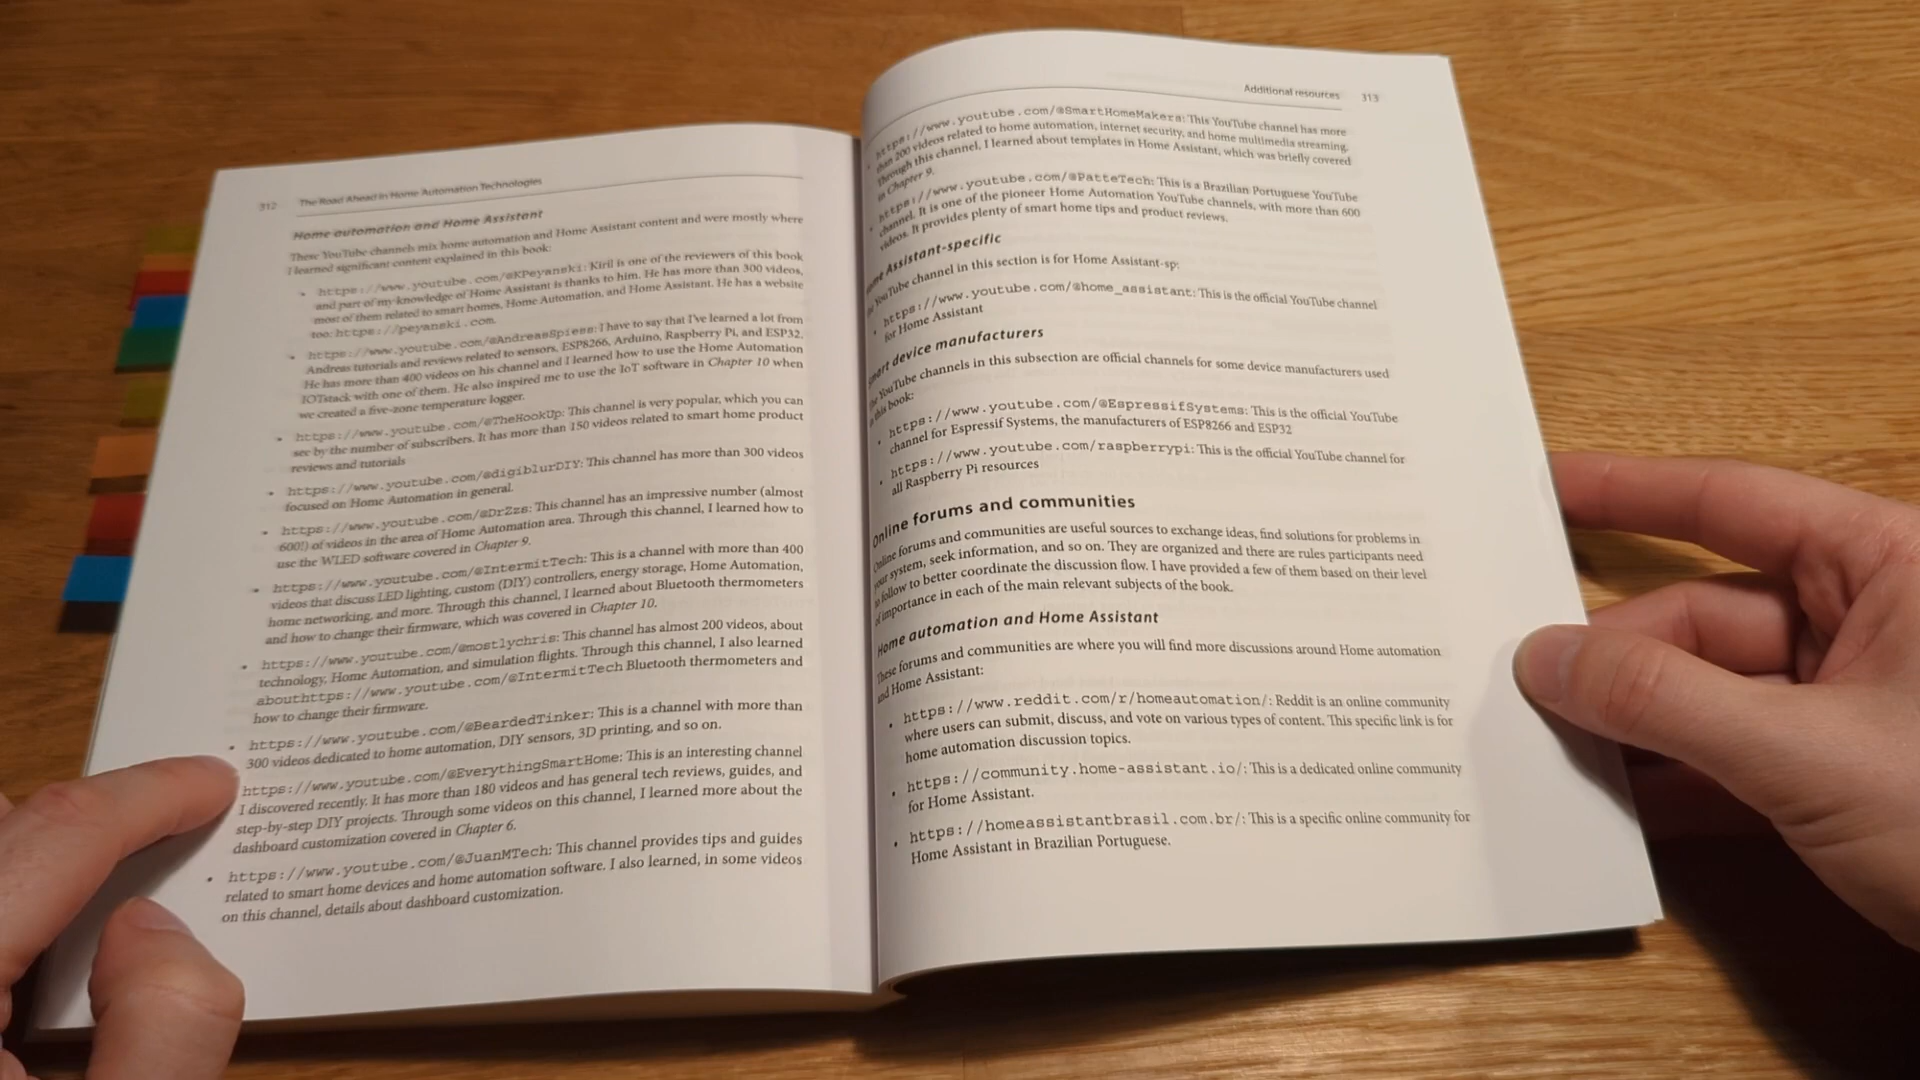 312 The Road Ahead in Home Automation Technologies
Home automation and Home Assistant
These YouTube channels mix home automation and Home Assistant content and were mostly where
I learned significant content explained in this book:
• https://www.youtube.com/@KPeyanski: Kiril is one of the reviewers of this book
and part of my knowledge of Home Assistant is thanks to him. He has more than 300 videos,
most of them related to smart homes, Home Automation, and Home Assistant. He has a website
too: https://peyanski.com.
• https://www.youtube.com/@AndreasSpiess: I have to say that I've learned a lot from
Andreas tutorials and reviews related to sensors, ESP8266, Arduino, Raspberry Pi, and ESP32.
He has more than 400 videos on his channel and I learned how to use the Home Automation
IOTstack with one of them. He also inspired me to use the IoT software in Chapter 10 when
we created a five-zone temperature logger.
• https://www.youtube.com/@TheHookUp: This channel is very popular, which you can
see by the number of subscribers. It has more than 150 videos related to smart home product
reviews and tutorials
• https://www.youtube.com/@digiblurDIY: This channel has more than 300 videos
focused on Home Automation in general.
• https://www.youtube.com/@DrZzs: This channel has an impressive number (almost
600!) of videos in the area of Home Automation area. Through this channel, I learned how to
use the WLED software covered in Chapter 9.
• https://www.youtube.com/@IntermitTech: This is a channel with more than 400
videos that discuss LED lighting, custom (DIY) controllers, energy storage, Home Automation,
home networking, and more. Through this channel, I learned about Bluetooth thermometers
and how to change their firmware, which was covered in Chapter 10.
• https://www.youtube.com/@mostlychris: This channel has almost 200 videos, about
technology, Home Automation, and simulation flights. Through this channel, I also learned
abouthttps://www.youtube.com/@IntermitTech Bluetooth thermometers and
how to change their firmware.
• https://www.youtube.com/@BeardedTinker: This is a channel with more than
300 videos dedicated to home automation, DIY sensors, 3D printing, and so on.
https://www.youtube.com/@EverythingSmartHome: This is an interesting channel
I discovered recently. It has more than 180 videos and has general tech reviews, guides, and
step-by-step DIY projects. Through some videos on this channel, I learned more about the
dashboard customization covered in Chapter 6.
• https://www.youtube.com/@JuanMTech: This channel provides tips and guides
related to smart home devices and home automation software. I also learned, in some videos
on this channel, details about dashboard customization.
Additional resources 313
• https://www.youtube.com/@SmartHomeMakers: This YouTube channel has more
than 200 videos related to home automation, internet security, and home multimedia streaming.
Through this channel, I learned about templates in Home Assistant, which was briefly covered
in Chapter 9.
• https://www.youtube.com/@PatteTech: This is a Brazilian Portuguese YouTube
channel. It is one of the pioneer Home Automation YouTube channels, with more than 600
videos. It provides plenty of smart home tips and product reviews.
Assistant-specific
YouTube channel in this section is for Home Assistant-sp
• https://www.youtube.com/@home_assistant: This is the official YouTube channel
for Home Assistant
device manufacturers
YouTube channels in this subsection are official channels for some device manufacturers used
this book:
• https://www.youtube.com/@EspressifSystems: This is the official YouTube
channel for Espressif Systems, the manufacturers of ESP8266 and ESP32
• https://www.youtube.com/raspberrypi: This is the official YouTube channel for
all Raspberry Pi resources
Online forums and communities
Online forums and communities are useful sources to exchange ideas, find solutions for problems in
your system, seek information, and so on. They are organized and there are rules participants need
to follow to better coordinate the discussion flow. I have provided a few of them based on their level
of importance in each of the main relevant subjects of the book.
Home automation and Home Assistant
These forums and communities are where you will find more discussions around Home automation
and Home Assistant:
• https://www.reddit.com/r/homeautomation/: Reddit is an online community
where users can submit, discuss, and vote on various types of content. This specific link is for
home automation discussion topics.
• https://community.home-assistant.io/: This is a dedicated online community
for Home Assistant.
• https://homeassistantbrasil.com.br/: This is a specific online community for
Home Assistant in Brazilian Portuguese.